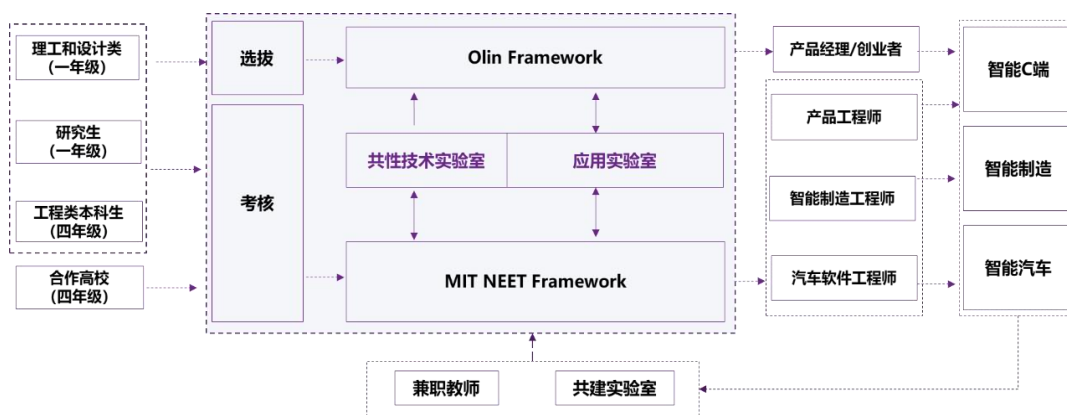 理工和设计类
(一年级)
研究生
(一年级)
工程类本科生
(四年级)
合作高校
(四年级)
选拔
考核
Olin Framework
共性技术实验室
应用实验室
MIT NEET Framework
产品经理/创业者
产品工程师
智能制造工程师
汽车软件工程师
智能C端
智能制造
智能汽车
兼职教师
共建实验室